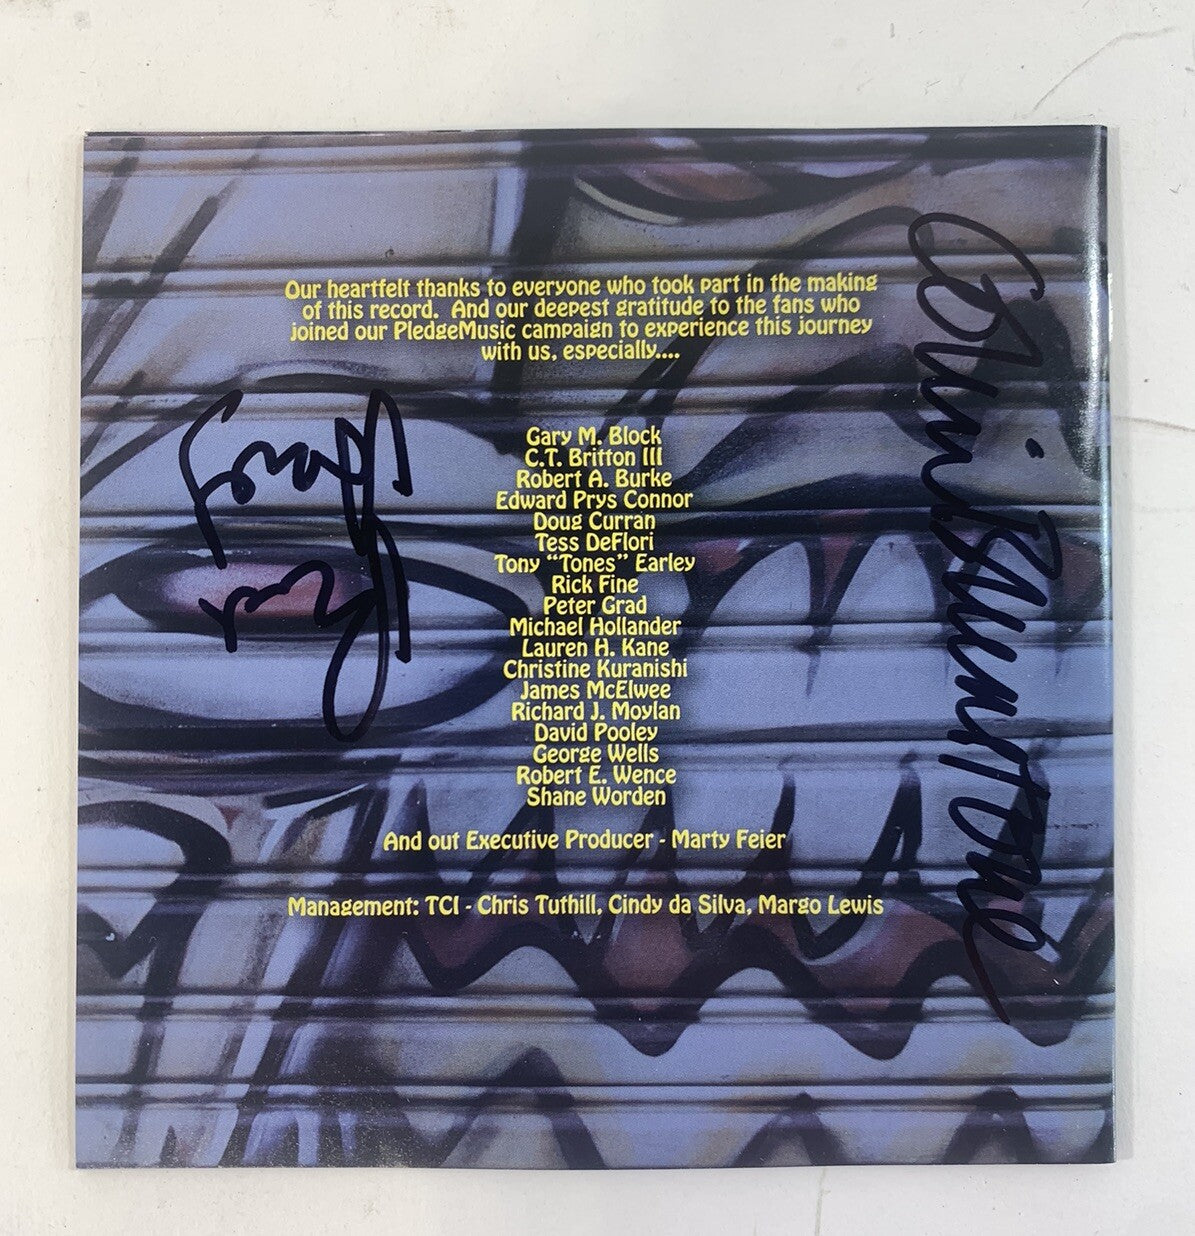 Our heartfelt thanks to everyone who took part in the making
of this record. And our deepest gratitude to the fans who
joined our PledgeMusic campaign to experience this journey
with us, especially....
Gary M. Block
C.T. Britton III
Robert A. Burke
Edward Prys Connor
Doug Curran
Tess DeFlori
Tony “Tones” Earley
Rick Fine
Peter Grad
Michael Hollander
Lauren H. Kane
Christine Kuranishi
James McElwee
Richard J. Moylan
David Pooley
George Wells
Robert E. Wence
Shane Worden
And out Executive Producer - Marty Feier
Management: TCI - Chris Tuthill, Cindy da Silva, Margo Lewis
Colin Blunstone